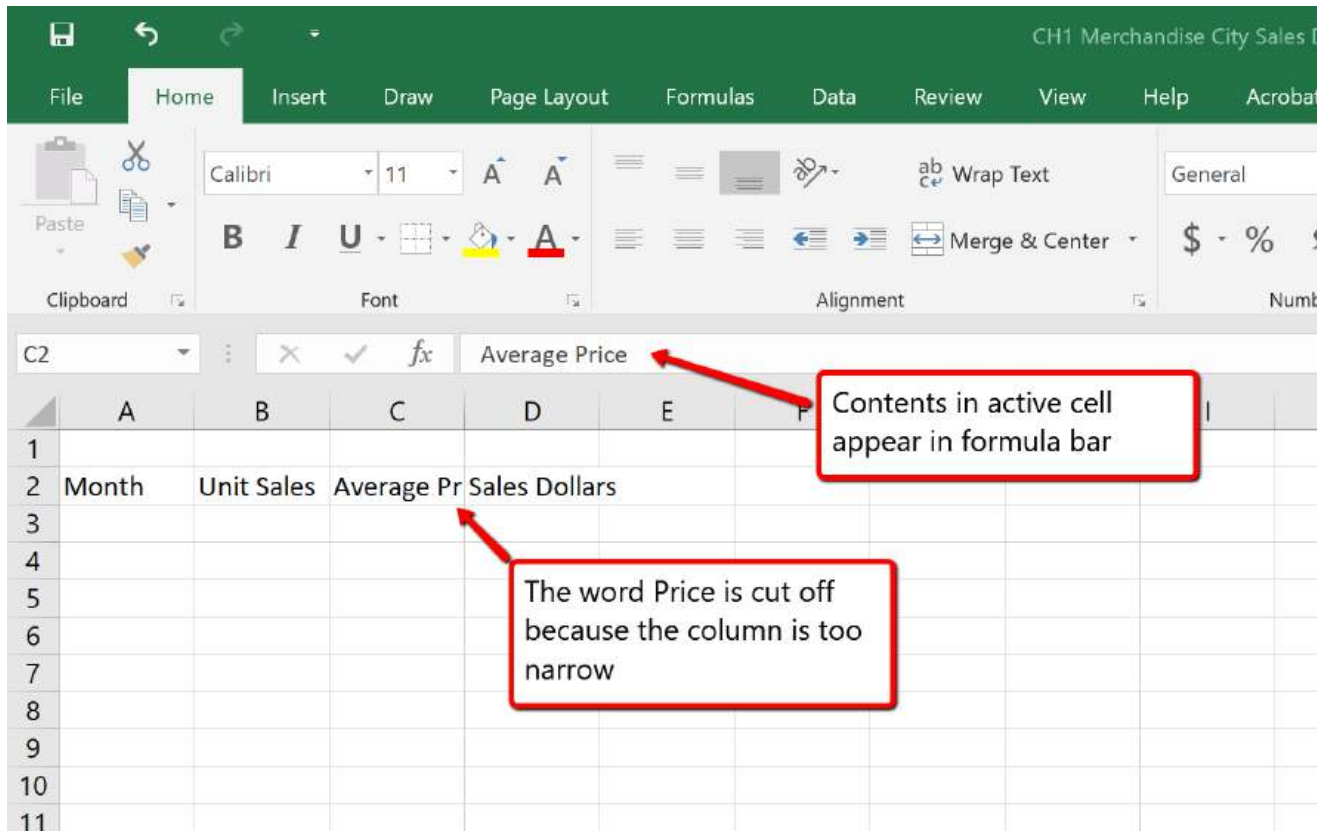 CH1 Merchandise City Sales D
File Home Insert Draw Page Layout Formulas Data Review View Help Acrobat
Calibri 11 A A ab Wrap Text General
Paste B I U A Merge & Center $ %
Clipboard Font Alignment Numb
C2 fx Average Price
Contents in active cell
appear in formula bar
A B C D E F I
1
2 Month Unit Sales Average Pr Sales Dollars
3
4
5
6
7
8
9
10
11
The word Price is cut off
because the column is too
narrow